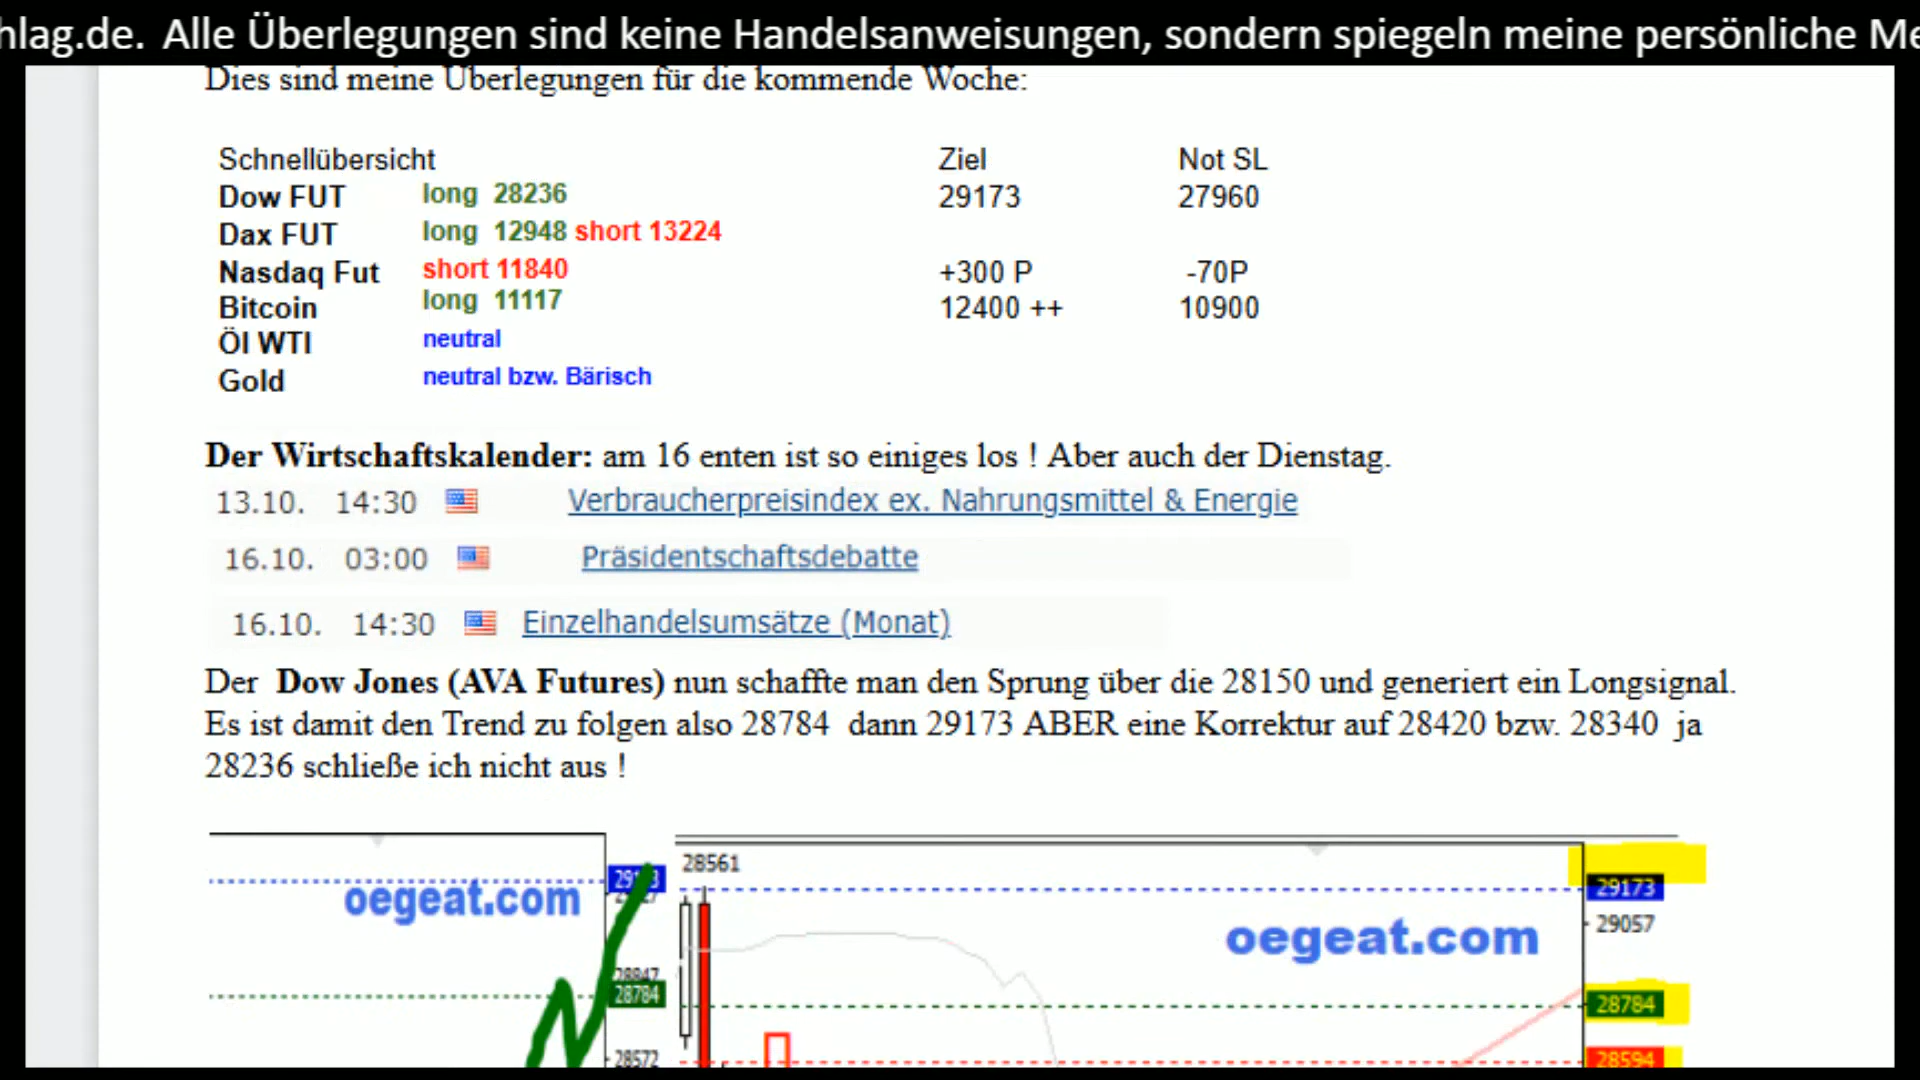 hlag.de. Alle Überlegungen sind keine Handelsanweisungen, sondern spiegeln meine persönliche Me
Dies sind meine Überlegungen für die kommende Woche:
Schnellübersicht Ziel Not SL
Dow FUT long 28236 29173 27960
Dax FUT long 12948 short 13224
Nasdaq Fut short 11840 +300 P -70P
Bitcoin long 11117 12400 ++ 10900
Öl WTI neutral
Gold neutral bzw. Bärisch
Der Wirtschaftskalender: am 16 enten ist so einiges los ! Aber auch der Dienstag.
13.10. 14:30 Verbraucherpreisindex ex. Nahrungsmittel & Energie
16.10. 03:00 Präsidentschaftsdebatte
16.10. 14:30 Einzelhandelsumsätze (Monat)
Der Dow Jones (AVA Futures) nun schaffte man den Sprung über die 28150 und generiert ein Longsignal.
Es ist damit den Trend zu folgen also 28784 dann 29173 ABER eine Korrektur auf 28420 bzw. 28340 ja
28236 schließe ich nicht aus !
oegeat.com
28784
28572
28561
oegeat.com
29173
29057
28784
28594